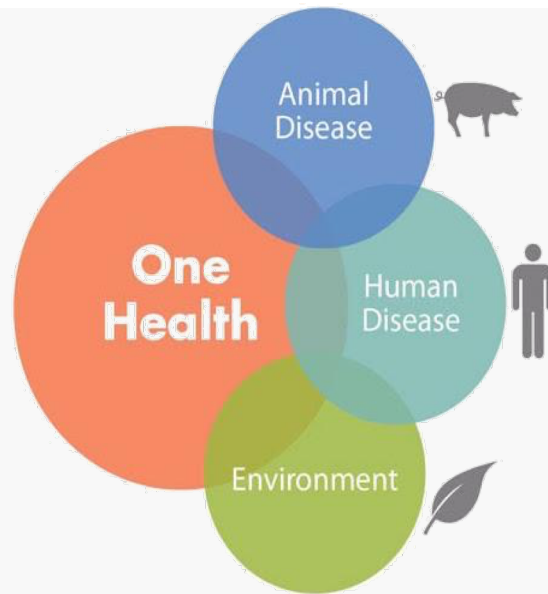 Animal
Disease
One
Health
Human
Disease
Environment